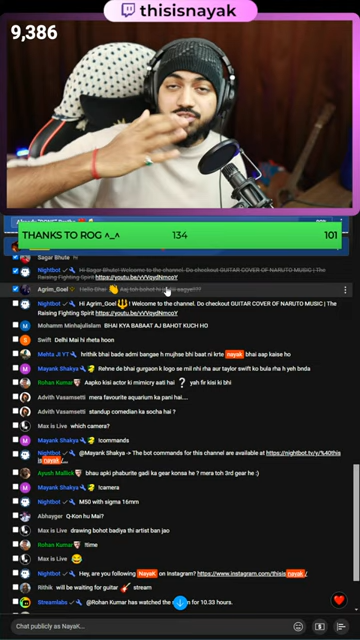 thisisnayak
9,386
THANKS TO ROG ^_^ 134 101
Sagar Bhute
Nightbot Hi Sagar Bhute! Welcome to the channel. Do checkout GUITAR COVER OF NARUTO MUSIC | The
Raising Fighting Spirit https://youtu.be/
Agrim_Goel Hello Bhai 👋 Aaj toh bohot
Nightbot Hi Agrim_Goel 🔱 ! Welcome to the channel. Do checkout GUITAR COVER OF NARUTO MUSIC | The
Raising Fighting Spirit https://youtu.be/
Mohamm Minhajulislam BHAI KYA BABAAT AJ BAHOT KUCH HO
Swift Delhi Mai hi rheta hoon
Mehta JI YT hrithik bhai bade admi bangae h mujhse bhi baat ni krte nayak bhai aap kaise ho
Mayank Shakya Rehne de bhai gurgaon k logo se mil nhi rha aur taylor swift ko bula rha h yeh bnda
Rohan Kumar Aapko kisi actor ki mimicry aati hai ❓ yah fir kisi ki bhi
Advith Vasamsetti mera favourite aquarium ka pani hai....
Advith Vasamsetti standup comedian ka socha hai ?
Max is Live which camera?
Mayank Shakya !commands
Nightbot @Mayank Shakya -> The bot commands for this channel are available at https://nightbot.tv/t/%40this
is nayak/...
Ayush Mallick bhau apki phaburite gadi ka gear konsa he ? mera toh 3rd gear he :)
Mayank Shakya !camera
Nightbot M50 with sigma 16mm
Abhayger Q-Kon hu Mai?
Max is Live drawing bohot badiya thi artist ban jao
Rohan Kumar !time
Max is Live 😂
Nightbot Hey, are you following NayaK on Instagram? https://www.instagram.com/thisis nayak /
Rithik will be waiting for guitar 🎸 stream
Streamlabs @Rohan Kumar has watched the stream for 10.33 hours.
Chat publicly as NayaK...